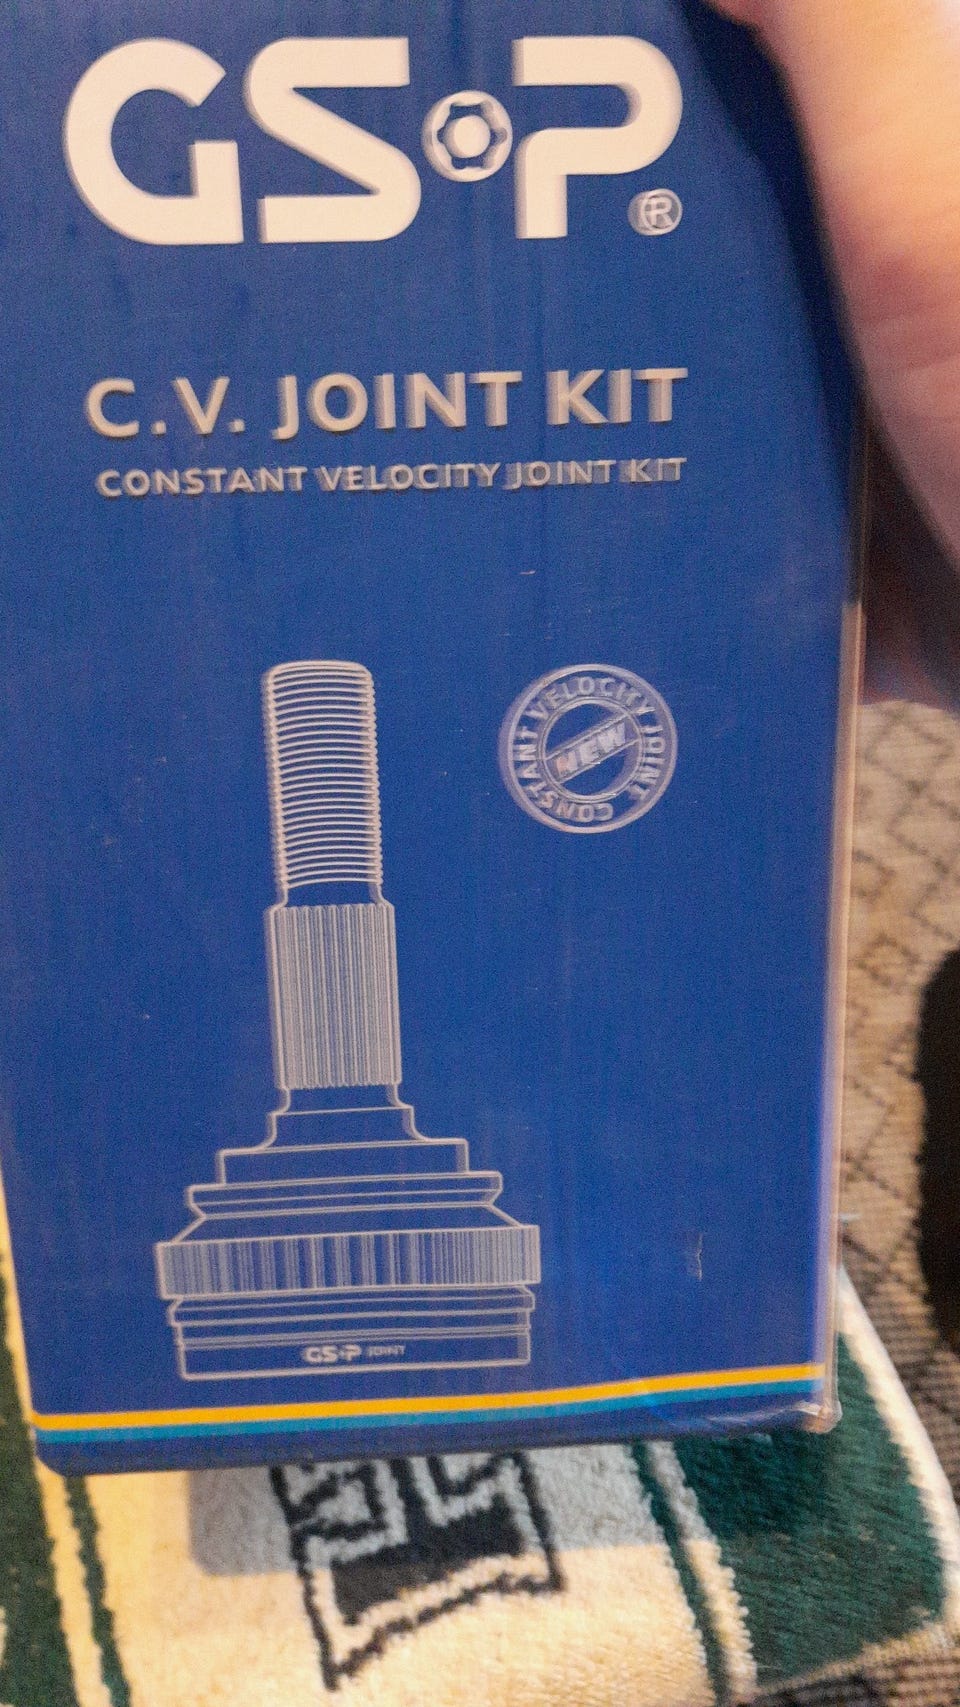 GSP®
C.V. JOINT KIT
CONSTANT VELOCITY JOINT KIT
CONSTANT VELOCITY JOINT
NEW
GSP JOINT